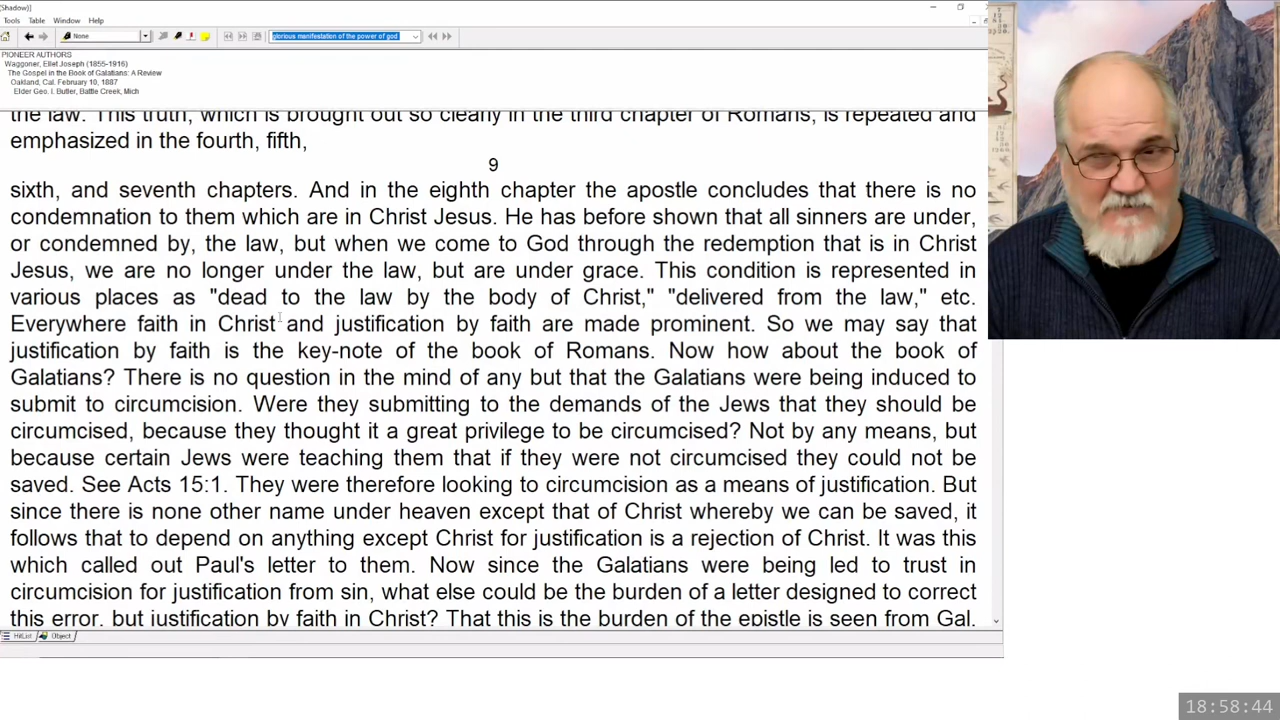 Shadow)]
Tools Table Window Help
None
glorious manifestation of the power of god
PIONEER AUTHORS
Waggoner, Ellet Joseph (1855-1916)
The Gospel in the Book of Galatians: A Review
Oakland, Cal. February 10, 1887
Elder Geo. I. Butler, Battle Creek, Mich
the law. This truth, which is brought out so clearly in the third chapter of Romans, is repeated and
emphasized in the fourth, fifth,
9
sixth, and seventh chapters. And in the eighth chapter the apostle concludes that there is no
condemnation to them which are in Christ Jesus. He has before shown that all sinners are under,
or condemned by, the law, but when we come to God through the redemption that is in Christ
Jesus, we are no longer under the law, but are under grace. This condition is represented in
various places as "dead to the law by the body of Christ," "delivered from the law," etc.
Everywhere faith in Christ and justification by faith are made prominent. So we may say that
justification by faith is the key-note of the book of Romans. Now how about the book of
Galatians? There is no question in the mind of any but that the Galatians were being induced to
submit to circumcision. Were they submitting to the demands of the Jews that they should be
circumcised, because they thought it a great privilege to be circumcised? Not by any means, but
because certain Jews were teaching them that if they were not circumcised they could not be
saved. See Acts 15:1. They were therefore looking to circumcision as a means of justification. But
since there is none other name under heaven except that of Christ whereby we can be saved, it
follows that to depend on anything except Christ for justification is a rejection of Christ. It was this
which called out Paul's letter to them. Now since the Galatians were being led to trust in
circumcision for justification from sin, what else could be the burden of a letter designed to correct
this error, but justification by faith in Christ? That this is the burden of the epistle is seen from Gal.
HitList Object
18:58:44